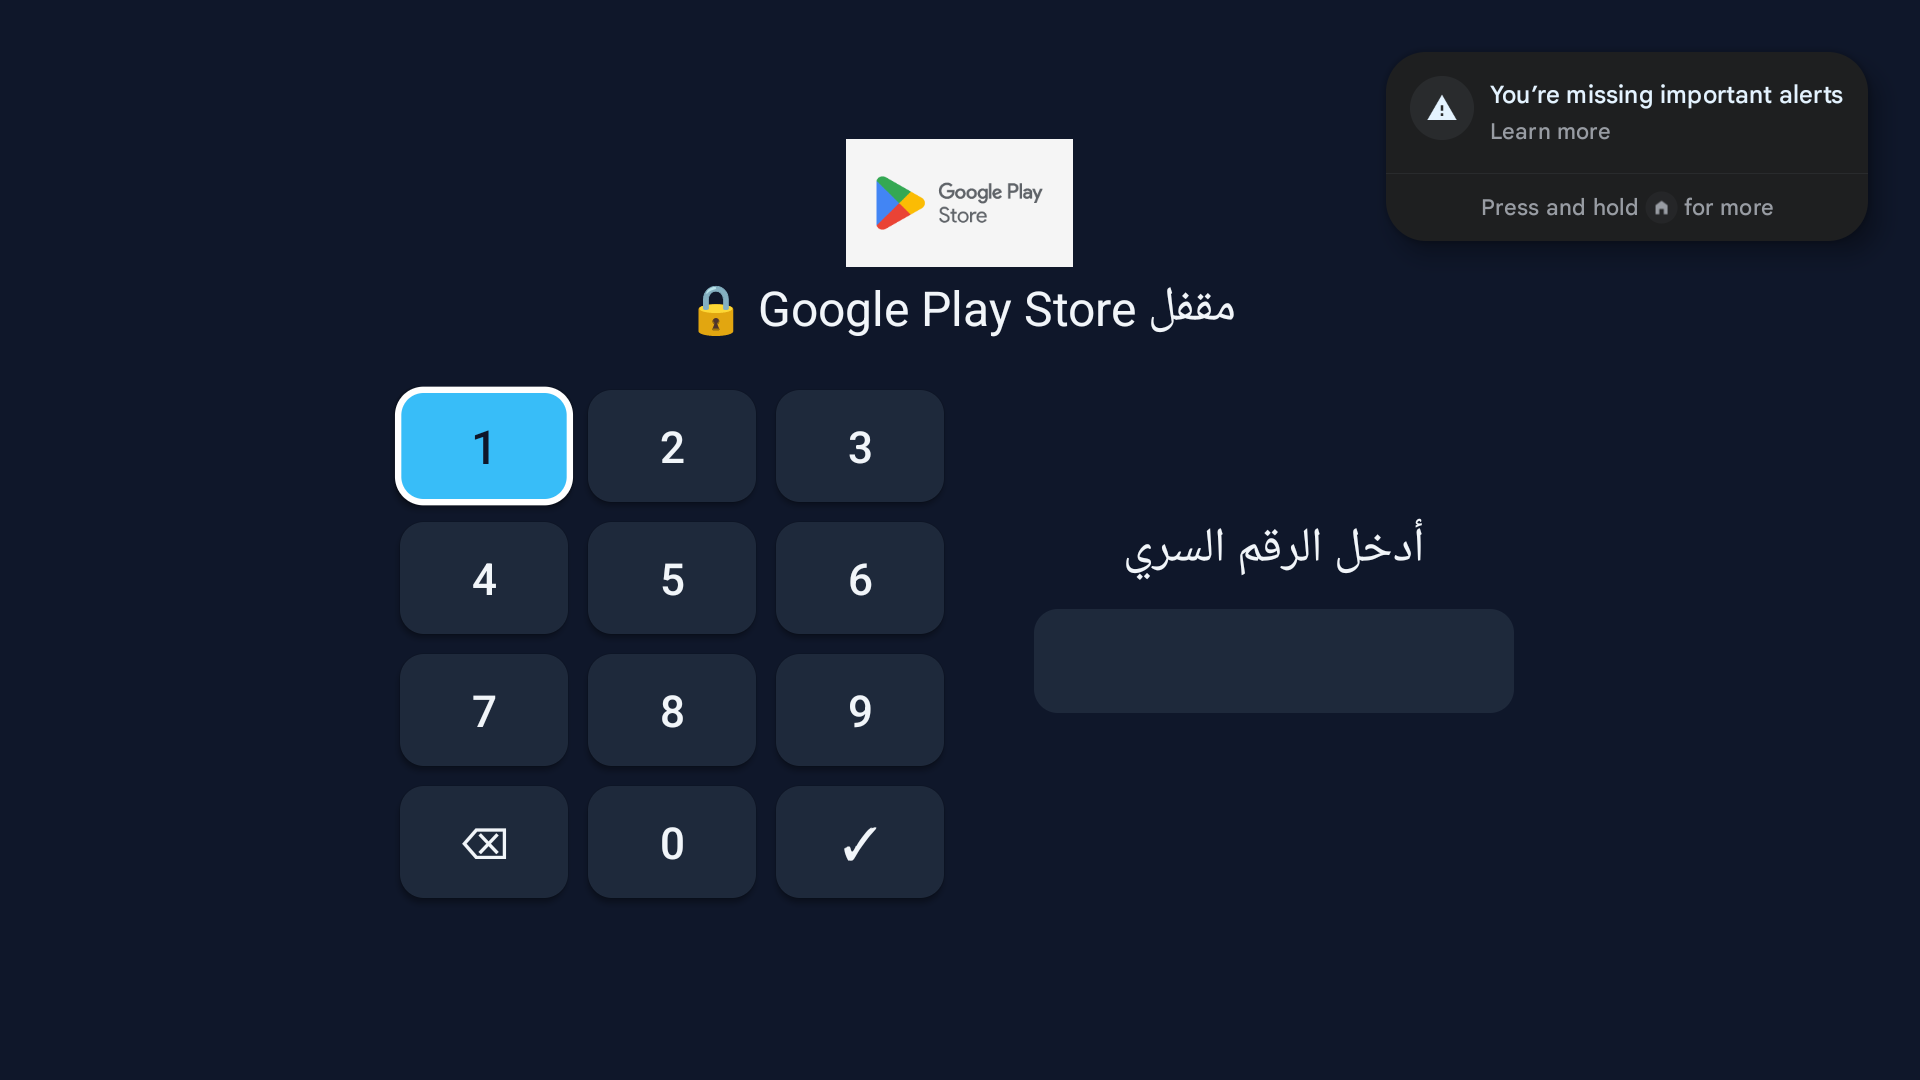 You're missing important alerts
Learn more
Press and hold for more
Google Play
Store
🔒 Google Play Store مقفل
1 2 3
4 5 6
7 8 9
⌫ 0 ✓
أدخل الرقم السري